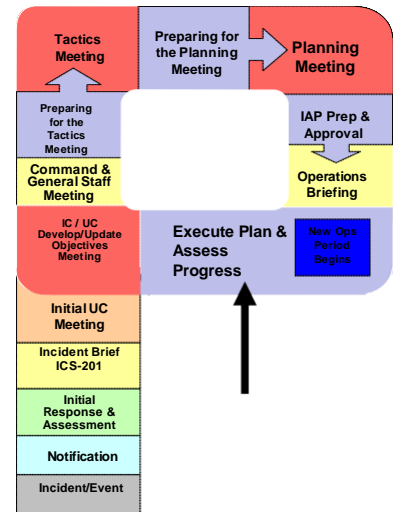 Tactics
Meeting
Preparing for
the Planning
Meeting
Planning
Meeting
Preparing
for the
Tactics
Meeting
IAP Prep &
Approval
Command &
General Staff
Meeting
Operations
Briefing
IC / UC
Develop/Update
Objectives
Meeting
Execute Plan &
Assess
Progress
New Ops
Period
Begins
Initial UC
Meeting
Incident Brief
ICS-201
Initial
Response &
Assessment
Notification
Incident/Event